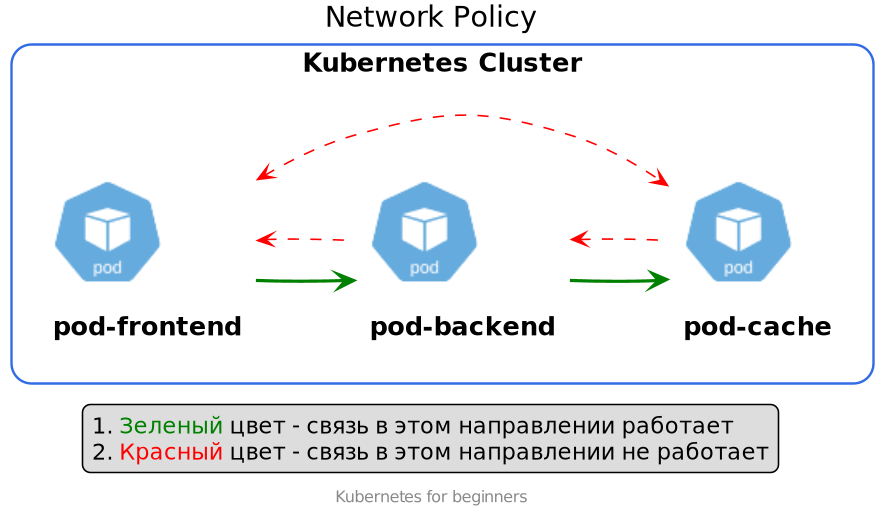 Network Policy
Kubernetes Cluster
pod
pod
pod
pod-frontend
pod-backend
pod-cache
1. Зеленый цвет - связь в этом направлении работает
2. Красный цвет - связь в этом направлении не работает
Kubernetes for beginners